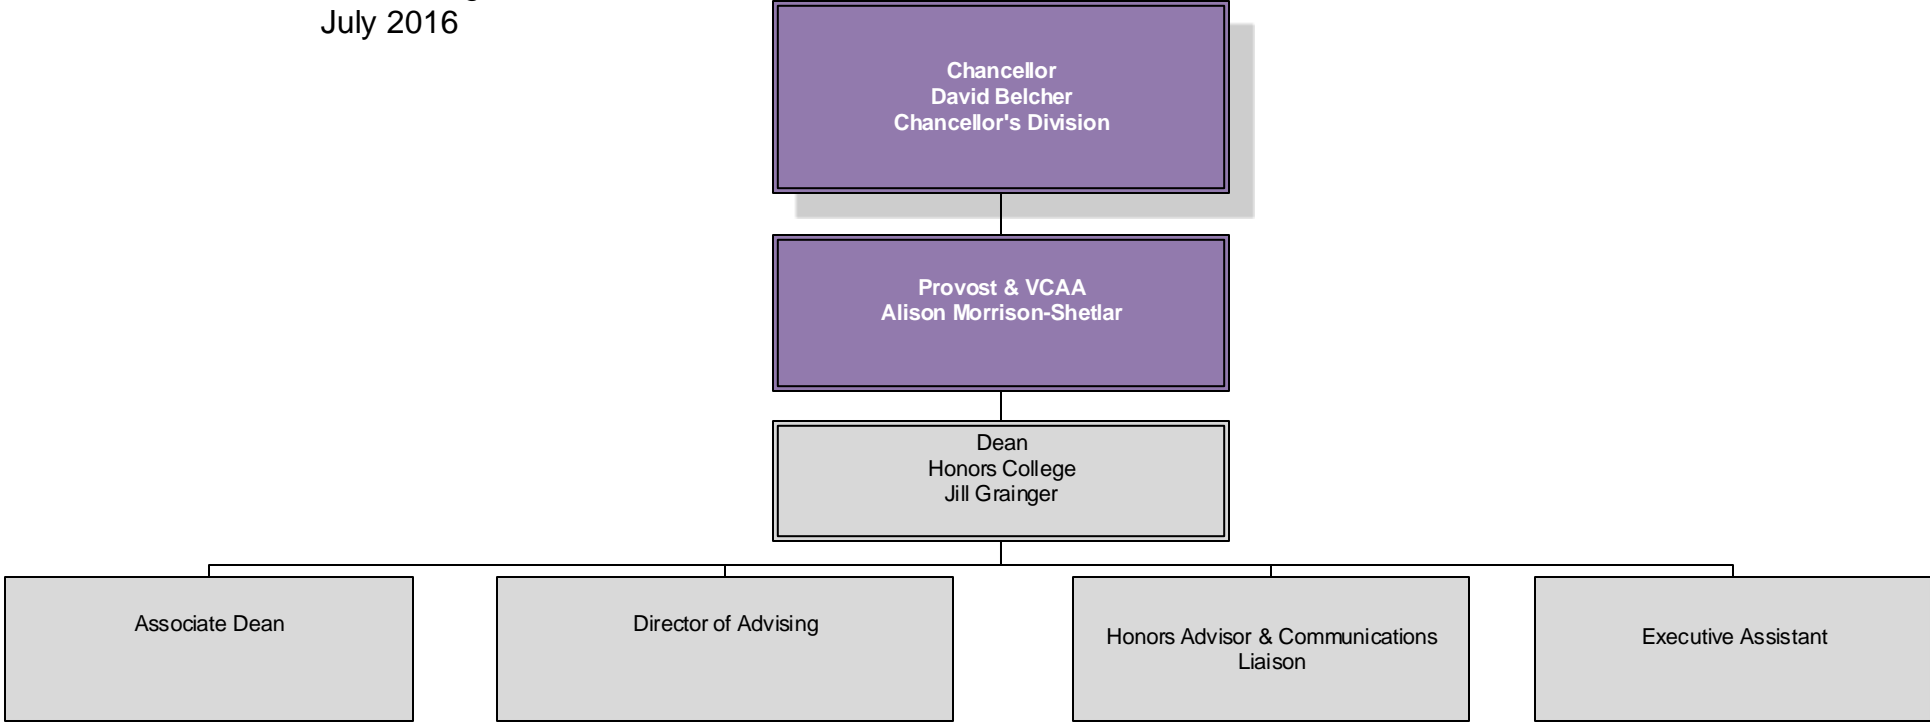 July 2016
Chancellor
David Belcher
Chancellor's Division
Provost & VCAA
Alison Morrison-Shetlar
Dean
Honors College
Jill Grainger
Associate Dean
Director of Advising
Honors Advisor & Communications
Liaison
Executive Assistant